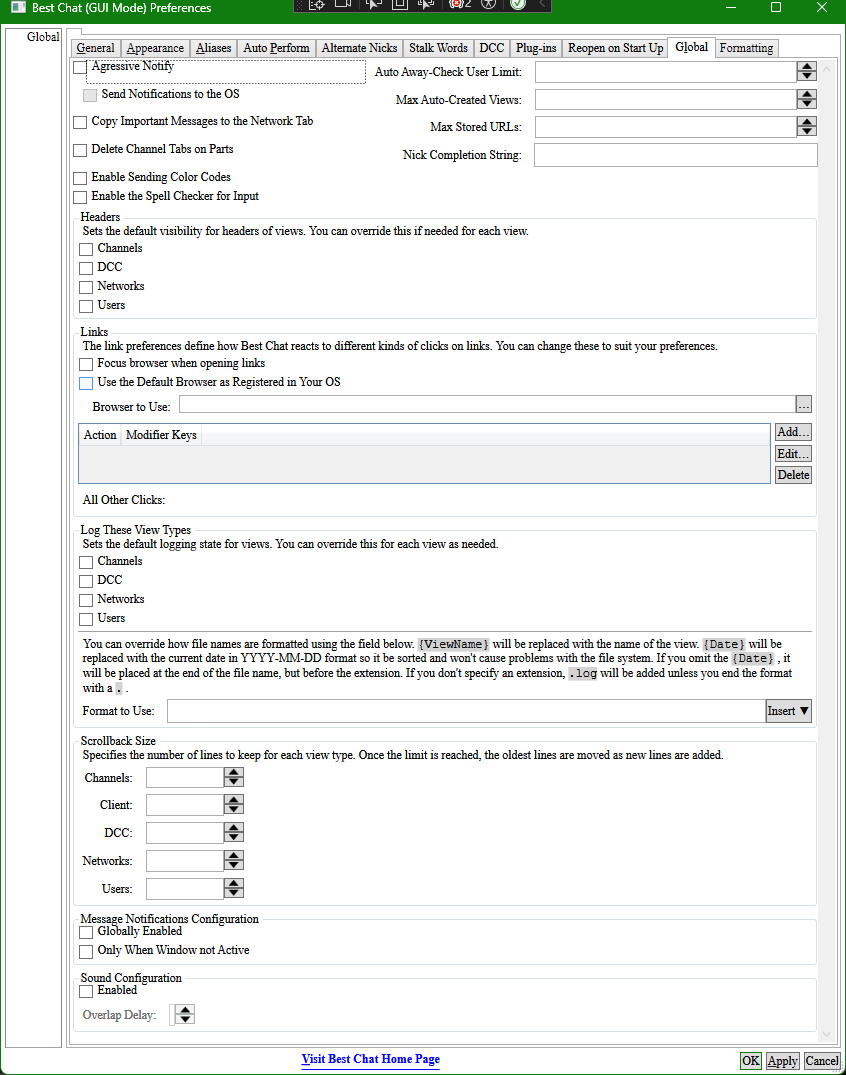 Best Chat (GUI Mode) Preferences
2
Global
General Appearance Aliases Auto Perform Alternate Nicks Stalk Words DCC Plug-ins Reopen on Start Up Global Formatting
Agressive Notify
Auto Away-Check User Limit:
Send Notifications to the OS
Max Auto-Created Views:
Copy Important Messages to the Network Tab
Max Stored URLs:
Delete Channel Tabs on Parts
Nick Completion String:
Enable Sending Color Codes
Enable the Spell Checker for Input
Headers
Sets the default visibility for headers of views. You can override this if needed for each view.
Channels
DCC
Networks
Users
Links
The link preferences define how Best Chat reacts to different kinds of clicks on links. You can change these to suit your preferences.
Focus browser when opening links
Use the Default Browser as Registered in Your OS
Browser to Use: ...
Action Modifier Keys
Add...
Edit...
Delete
All Other Clicks:
Log These View Types
Sets the default logging state for views. You can override this for each view as needed.
Channels
DCC
Networks
Users
You can override how file names are formatted using the field below. {ViewName} will be replaced with the name of the view. {Date} will be
replaced with the current date in YYYY-MM-DD format so it be sorted and won't cause problems with the file system. If you omit the {Date} , it
will be placed at the end of the file name, but before the extension. If you don't specify an extension, .log will be added unless you end the format
with a . .
Format to Use: Insert ▼
Scrollback Size
Specifies the number of lines to keep for each view type. Once the limit is reached, the oldest lines are moved as new lines are added.
Channels:
Client:
DCC:
Networks:
Users:
Message Notifications Configuration
Globally Enabled
Only When Window not Active
Sound Configuration
Enabled
Overlap Delay:
Visit Best Chat Home Page
OK Apply Cancel